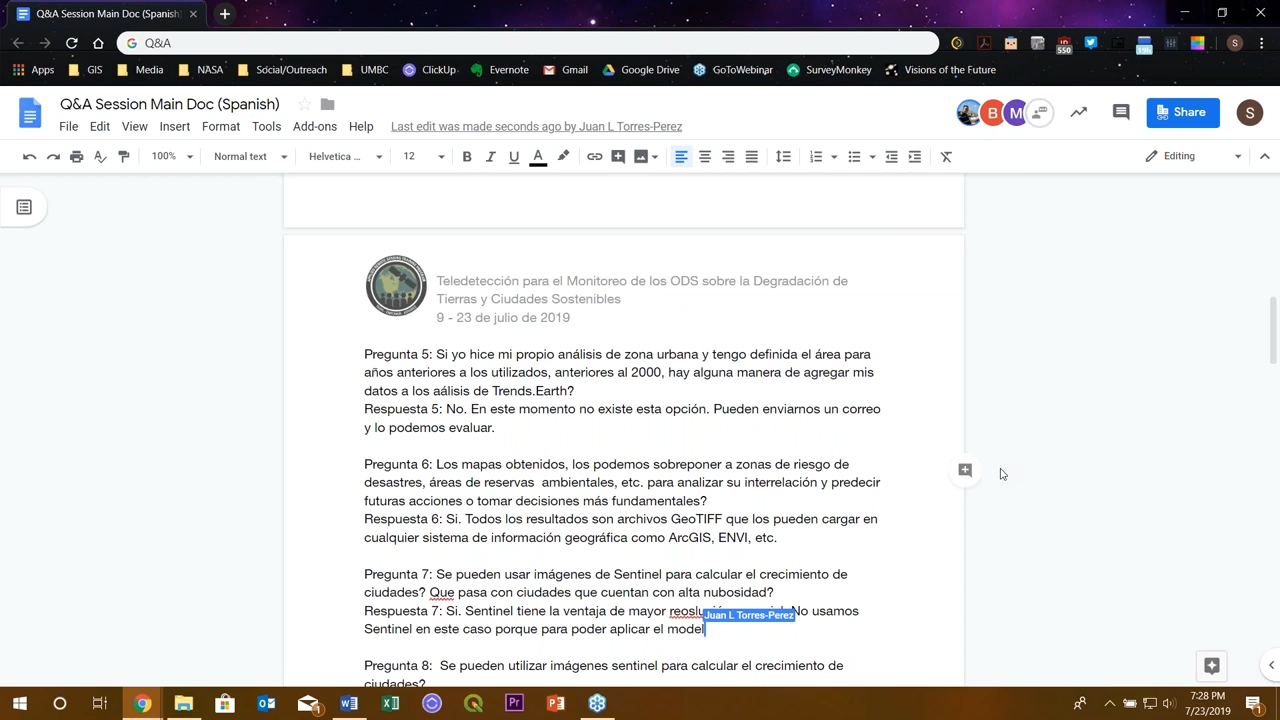 Q&A Session Main Doc (Spanish)
Q&A
550
19h
S
Apps GIS Media NASA Social/Outreach UMBC ClickUp Evernote Gmail Google Drive GoToWebinar SurveyMonkey Visions of the Future
Q&A Session Main Doc (Spanish)
B M Share S
File Edit View Insert Format Tools Add-ons Help Last edit was made seconds ago by Juan L Torres-Perez
100% Normal text Helvetica ... 12 B I U A Editing
Teledetección para el Monitoreo de los ODS sobre la Degradación de
Tierras y Ciudades Sostenibles
9 - 23 de julio de 2019
Pregunta 5: Si yo hice mi propio análisis de zona urbana y tengo definida el área para
años anteriores a los utilizados, anteriores al 2000, hay alguna manera de agregar mis
datos a los aálisis de Trends.Earth?
Respuesta 5: No. En este momento no existe esta opción. Pueden enviarnos un correo
y lo podemos evaluar.
Pregunta 6: Los mapas obtenidos, los podemos sobreponer a zonas de riesgo de
desastres, áreas de reservas ambientales, etc. para analizar su interrelación y predecir
futuras acciones o tomar decisiones más fundamentales?
Respuesta 6: Si. Todos los resultados son archivos GeoTIFF que los pueden cargar en
cualquier sistema de información geográfica como ArcGIS, ENVI, etc.
Pregunta 7: Se pueden usar imágenes de Sentinel para calcular el crecimiento de
ciudades? Que pasa con ciudades que cuentan con alta nubosidad?
Respuesta 7: Si. Sentinel tiene la ventaja de mayor No usamos
Juan L Torres-Perez
Sentinel en este caso porque para poder aplicar el model
Pregunta 8: Se pueden utilizar imágenes sentinel para calcular el crecimiento de
ciudades?
7:28 PM
7/23/2019